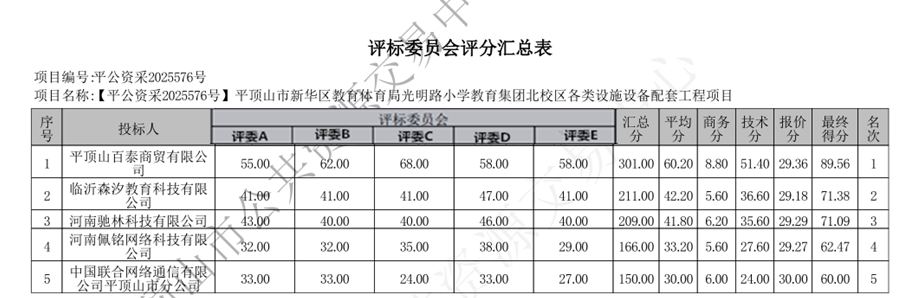 评标委员会评分汇总表
项目编号:平公资采2025576号
项目名称:【平公资采2025576号】平顶山市新华区教育体育局光明路小学教育集团北校区各类设施设备配套工程项目
序号 投标人 评标委员会 汇总分 平均分 商务分 技术分 报价分 最终得分 名次
评委A 评委B 评委C 评委D 评委E
1 平顶山百泰商贸有限公司 55.00 62.00 68.00 58.00 58.00 301.00 60.20 8.80 51.40 29.36 89.56 1
2 临沂森汐教育科技有限公司 41.00 41.00 41.00 47.00 41.00 211.00 42.20 5.60 36.60 29.18 71.38 2
3 河南驰林科技有限公司 43.00 40.00 40.00 46.00 40.00 209.00 41.80 6.20 35.60 29.29 71.09 3
4 河南佩铭网络科技有限公司 32.00 32.00 35.00 38.00 29.00 166.00 33.20 5.60 27.60 29.27 62.47 4
5 中国联合网络通信有限公司平顶山市分公司 33.00 33.00 24.00 33.00 27.00 150.00 30.00 6.00 24.00 30.00 60.00 5